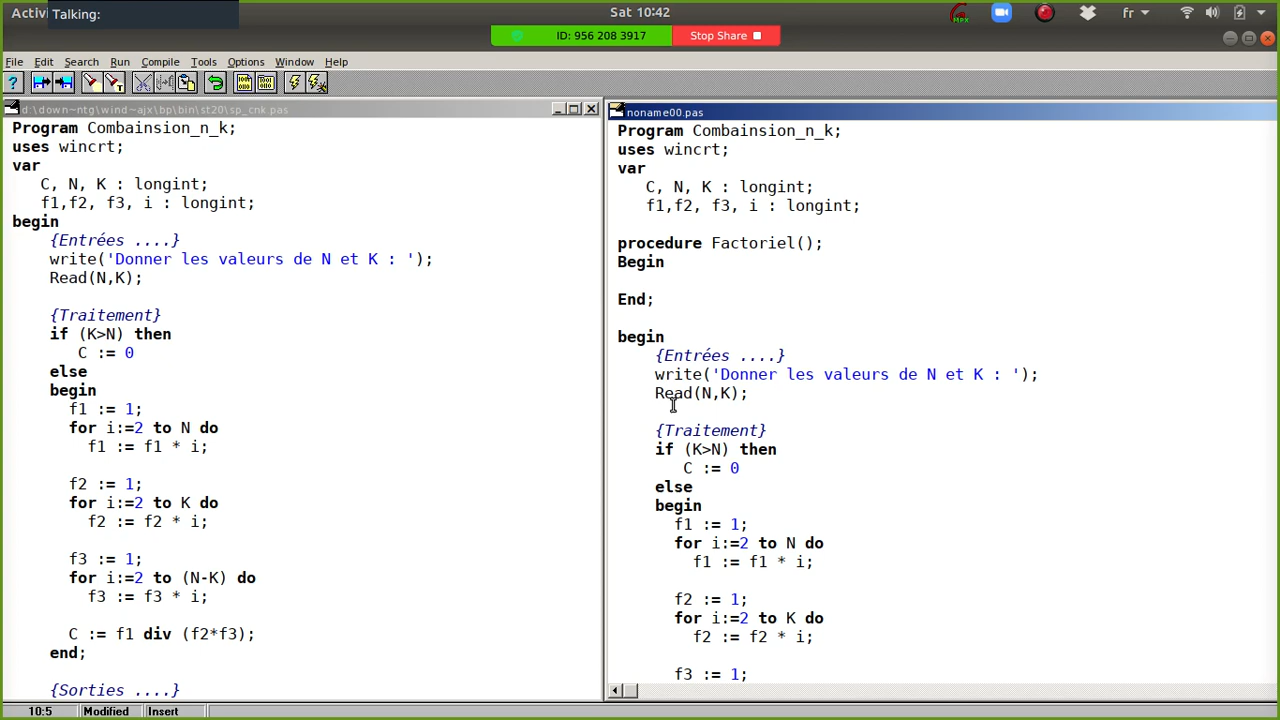 Activi
Talking:
Sat 10:42
MPX
fr
ID: 956 208 3917
Stop Share
File Edit Search Run Compile Tools Options Window Help
d:\down~ntg\wind~ajx\bp\bin\st20\sp_cnk.pas
Program Combainsion_n_k;
uses wincrt;
var
C, N, K : longint;
f1,f2, f3, i : longint;
begin
{Entrées ....}
write('Donner les valeurs de N et K : ');
Read(N,K);
{Traitement}
if (K>N) then
C := 0
else
begin
f1 := 1;
for i:=2 to N do
f1 := f1 * i;
f2 := 1;
for i:=2 to K do
f2 := f2 * i;
f3 := 1;
for i:=2 to (N-K) do
f3 := f3 * i;
C := f1 div (f2*f3);
end;
{Sorties ....}
noname00.pas
Program Combainsion_n_k;
uses wincrt;
var
C, N, K : longint;
f1,f2, f3, i : longint;
procedure Factoriel();
Begin
End;
begin
{Entrées ....}
write('Donner les valeurs de N et K : ');
Read(N,K);
{Traitement}
if (K>N) then
C := 0
else
begin
f1 := 1;
for i:=2 to N do
f1 := f1 * i;
f2 := 1;
for i:=2 to K do
f2 := f2 * i;
f3 := 1;
10:5 Modified Insert